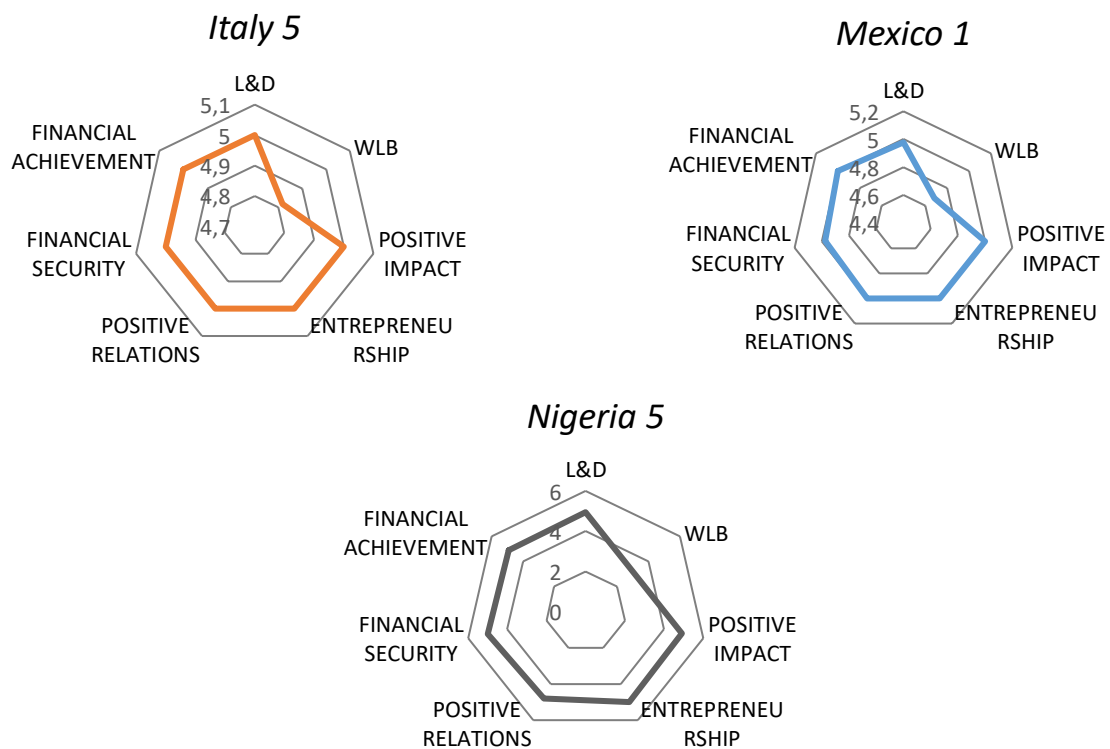 Italy 5
L&D
5,1
5
4,9
4,8
4,7
WLB
POSITIVE
IMPACT
ENTREPRENEU
RSHIP
POSITIVE
RELATIONS
FINANCIAL
SECURITY
FINANCIAL
ACHIEVEMENT
Mexico 1
L&D
5,2
5
4,8
4,6
4,4
WLB
POSITIVE
IMPACT
ENTREPRENEU
RSHIP
POSITIVE
RELATIONS
FINANCIAL
SECURITY
FINANCIAL
ACHIEVEMENT
Nigeria 5
L&D
6
4
2
0
WLB
POSITIVE
IMPACT
ENTREPRENEU
RSHIP
POSITIVE
RELATIONS
FINANCIAL
SECURITY
FINANCIAL
ACHIEVEMENT